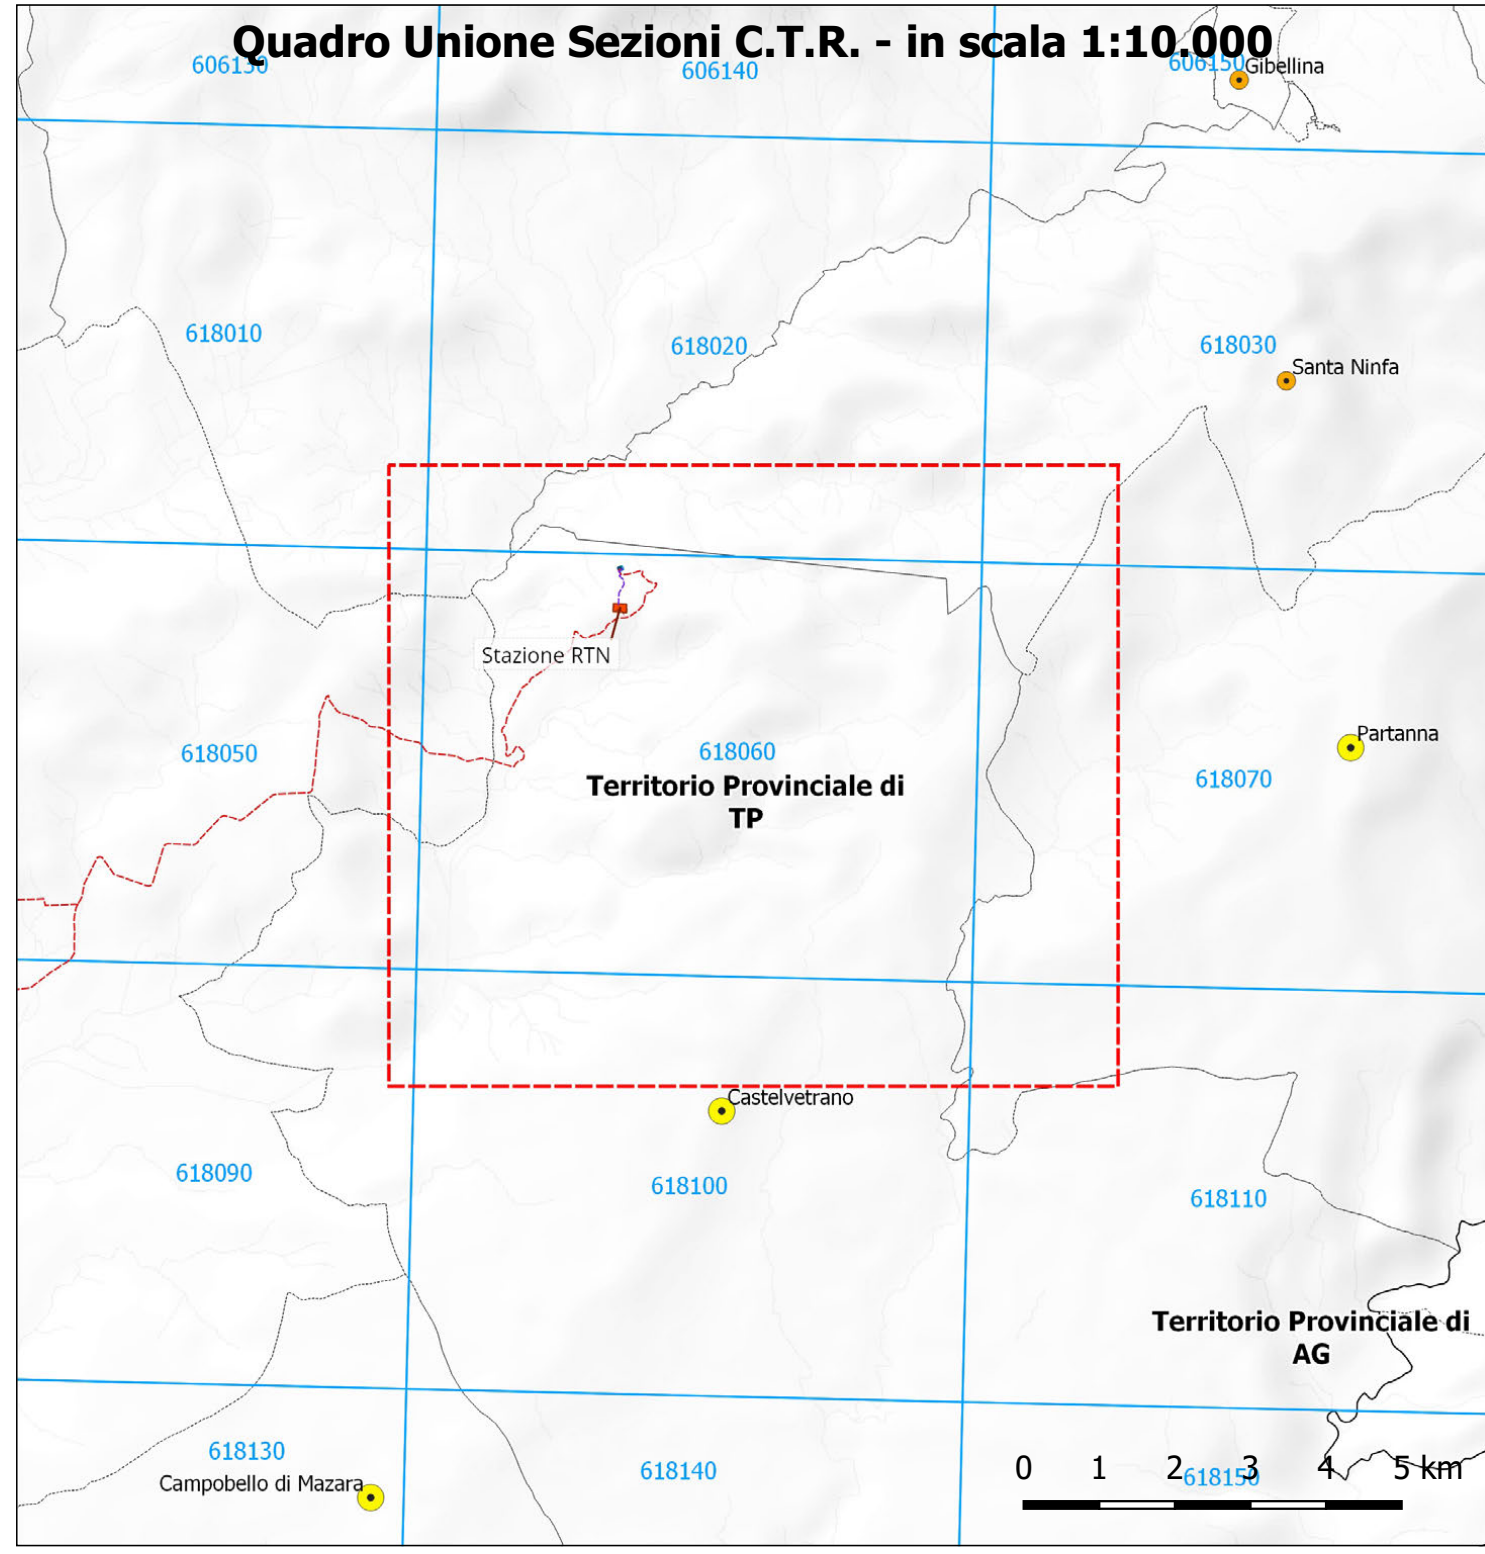 Quadro Unione Sezioni C.T.R. - in scala 1:10.000
606130
606140
606150
Gibellina
618010
618020
618030
Santa Ninfa
Stazione RTN
618050
618060
Partanna
618070
Territorio Provinciale di
TP
Castelvetrano
618090
618100
618110
Territorio Provinciale di
AG
618130
Campobello di Mazara
618140
618150
0 1 2 3 4 5 km